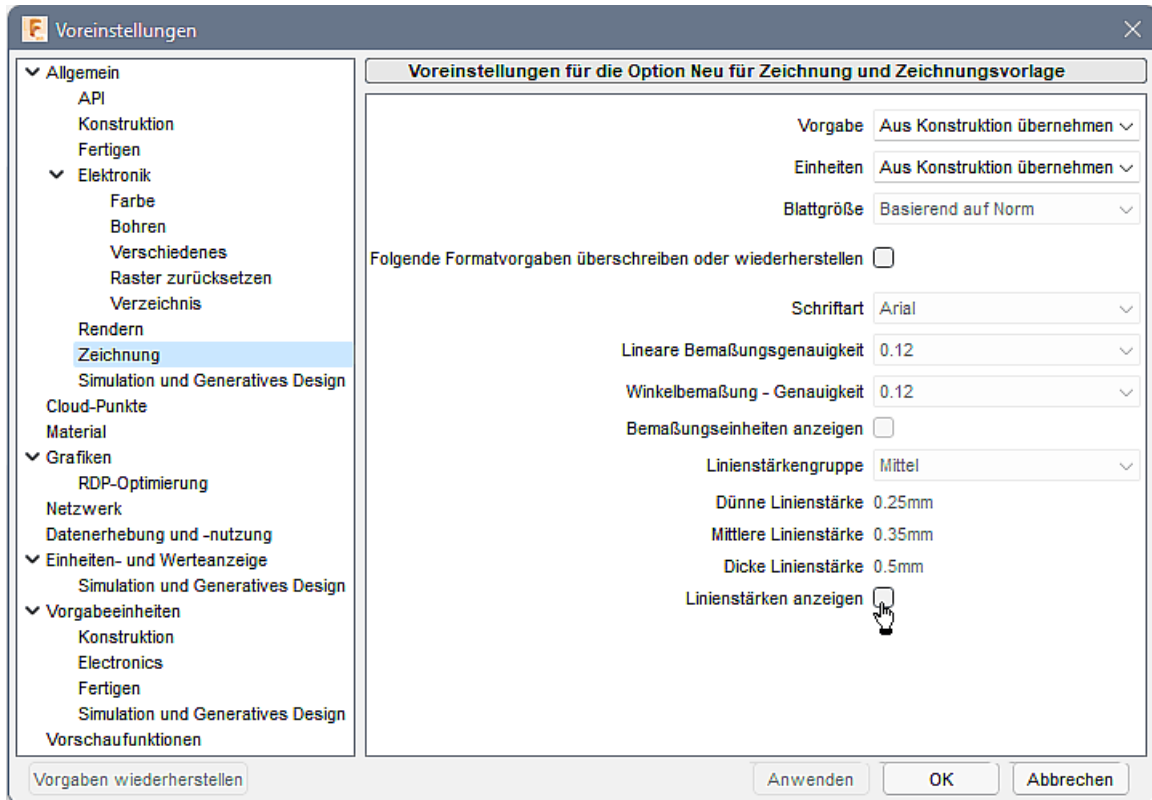 Voreinstellungen
Allgemein
API
Konstruktion
Fertigen
Elektronik
Farbe
Bohren
Verschiedenes
Raster zurücksetzen
Verzeichnis
Rendern
Zeichnung
Simulation und Generatives Design
Cloud-Punkte
Material
Grafiken
RDP-Optimierung
Netzwerk
Datenerhebung und -nutzung
Einheiten- und Werteanzeige
Simulation und Generatives Design
Vorgabeeinheiten
Konstruktion
Electronics
Fertigen
Simulation und Generatives Design
Vorschaufunktionen
Voreinstellungen für die Option Neu für Zeichnung und Zeichnungsvorlage
Vorgabe Aus Konstruktion übernehmen
Einheiten Aus Konstruktion übernehmen
Blattgröße Basierend auf Norm
Folgende Formatvorgaben überschreiben oder wiederherstellen
Schriftart Arial
Lineare Bemaßungsgenauigkeit 0.12
Winkelbemaßung - Genauigkeit 0.12
Bemaßungseinheiten anzeigen
Linienstärkengruppe Mittel
Dünne Linienstärke 0.25mm
Mittlere Linienstärke 0.35mm
Dicke Linienstärke 0.5mm
Linienstärken anzeigen
Vorgaben wiederherstellen Anwenden OK Abbrechen